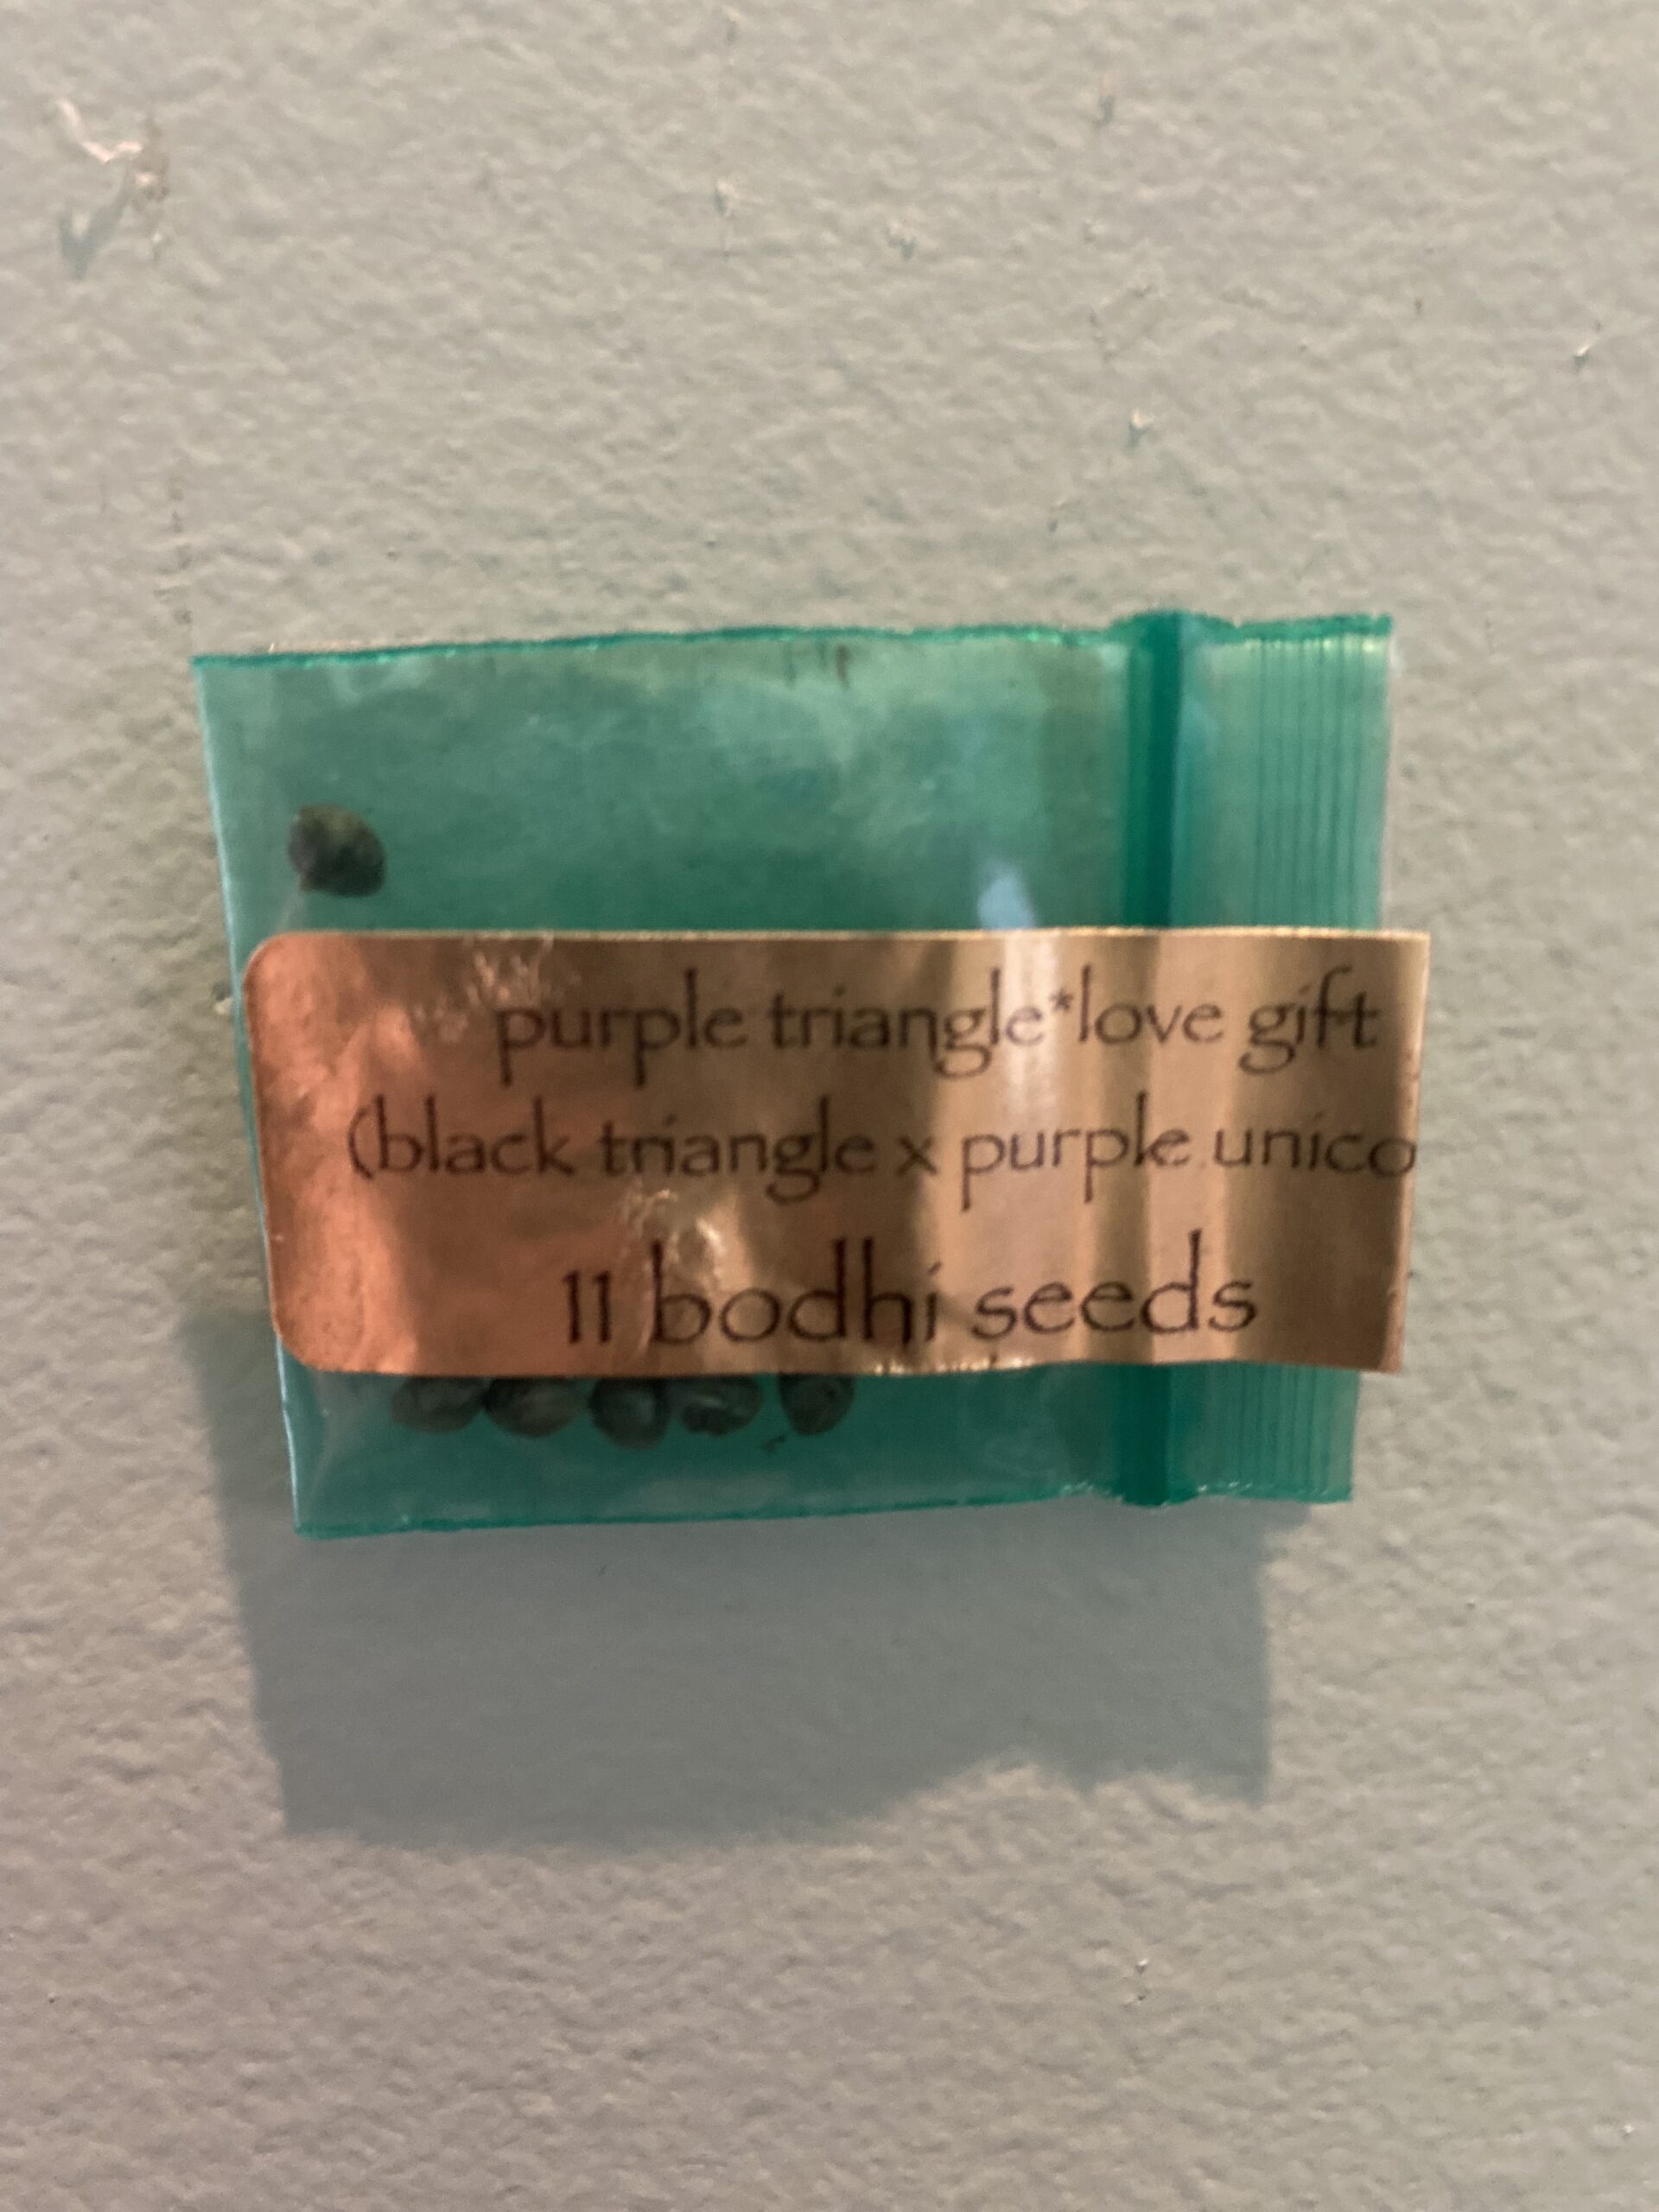 purple triangle*love gift
(black triangle x purple unico
11 bodhi seeds